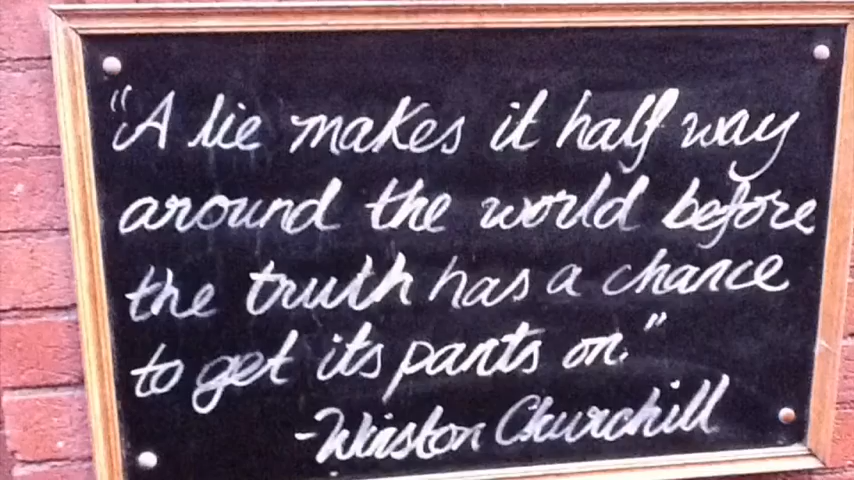 “A lie makes it half way
around the world before
the truth has a chance
to get its pants on.”
-Winston Churchill